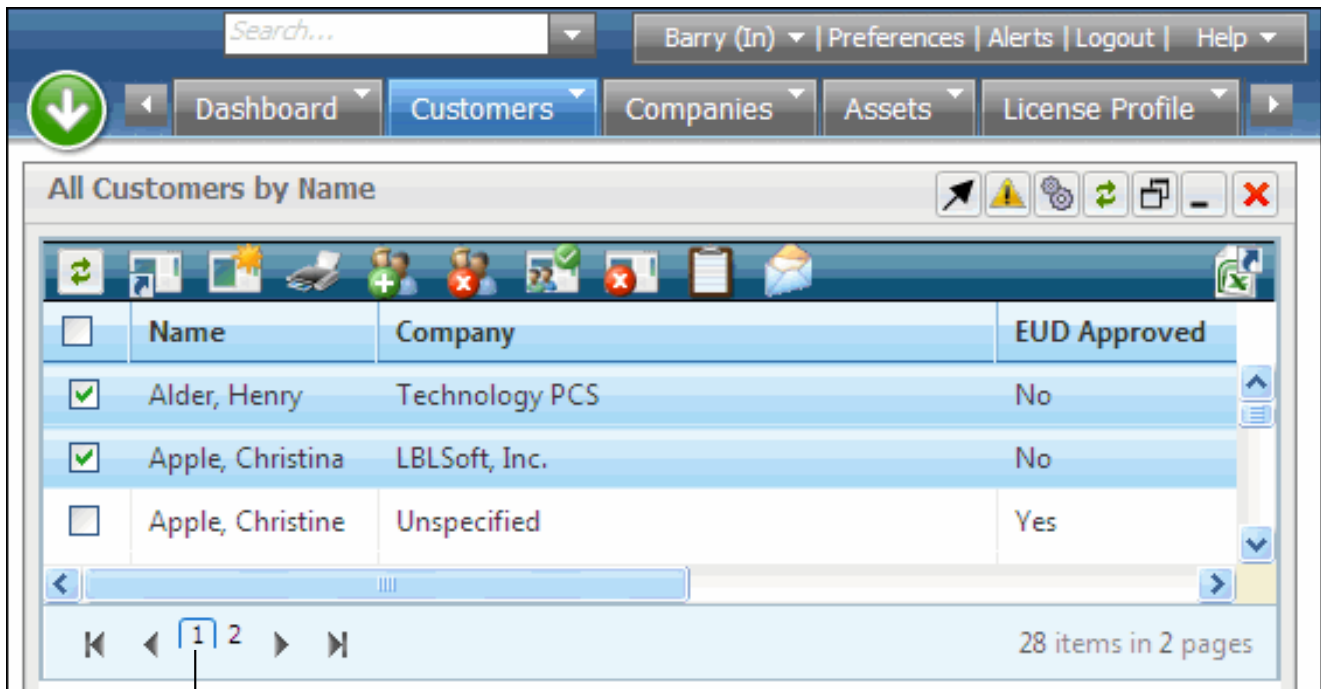 Search...
Barry (In) | Preferences | Alerts | Logout | Help
Dashboard Customers Companies Assets License Profile
All Customers by Name
Name Company EUD Approved
Alder, Henry Technology PCS No
Apple, Christina LBLSoft, Inc. No
Apple, Christine Unspecified Yes
1 2 28 items in 2 pages